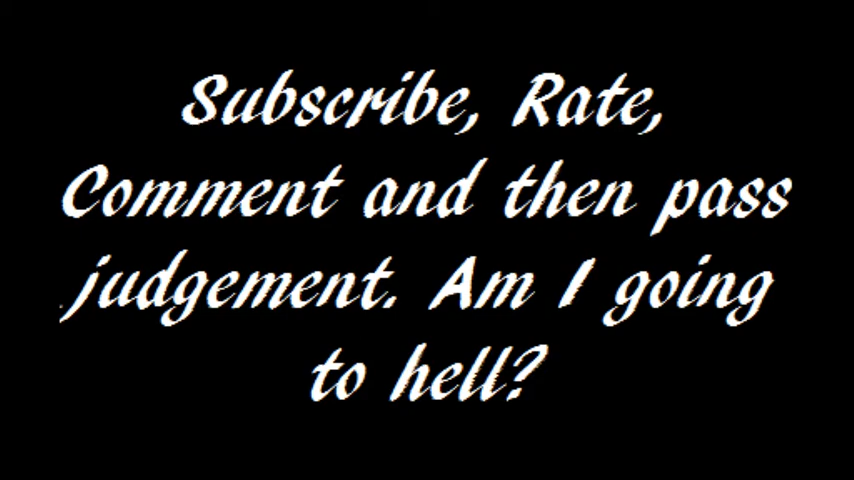 Subscribe, Rate,
Comment and then pass
judgement. Am I going
to hell?